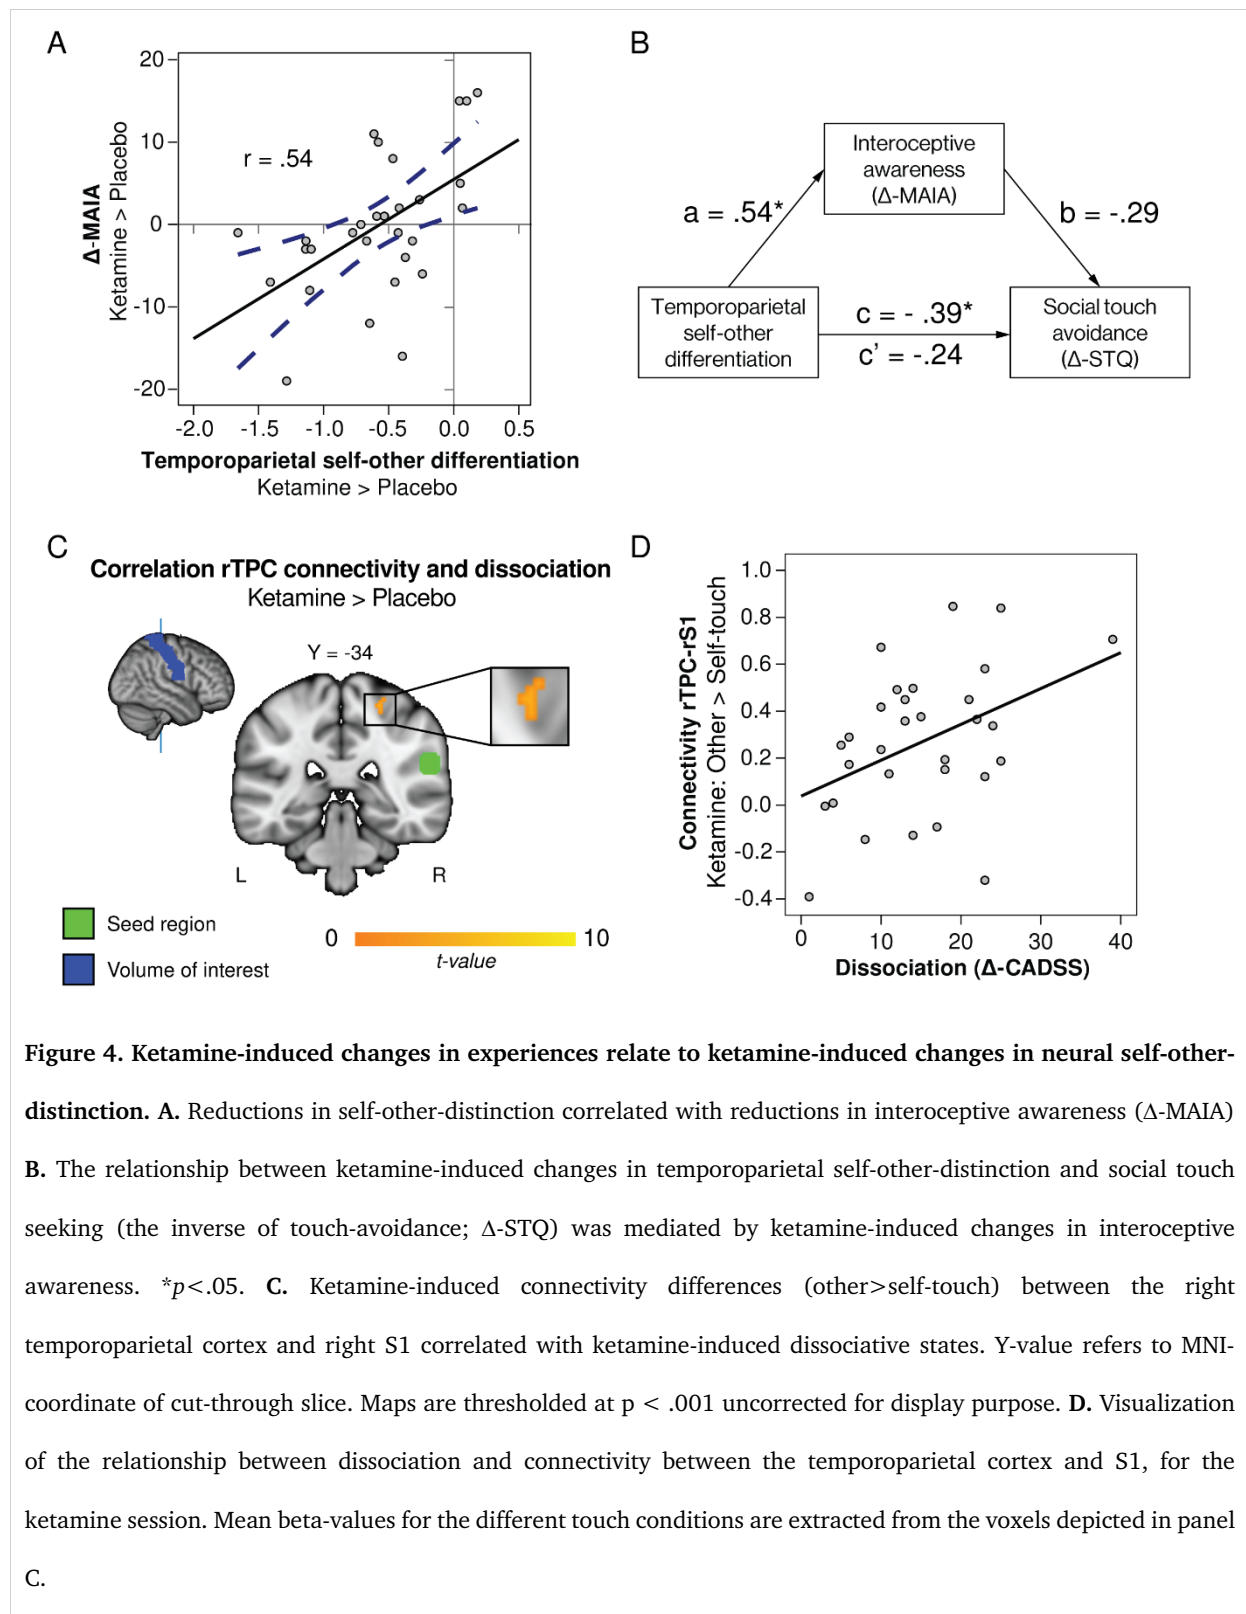 A
20
10
0
-10
-20
Δ-MAIA
Ketamine > Placebo
r = .54
-2.0 -1.5 -1.0 -0.5 0.0 0.5
Temporoparietal self-other differentiation
Ketamine > Placebo
B
Interoceptive
awareness
(Δ-MAIA)
a = .54*
b = -.29
Temporoparietal
self-other
differentiation
c = - .39*
c’ = -.24
Social touch
avoidance
(Δ-STQ)
C
Correlation rTPC connectivity and dissociation
Ketamine > Placebo
Y = -34
L
R
Seed region
Volume of interest
0
10
t-value
D
1.0
0.8
0.6
0.4
0.2
0.0
-0.2
-0.4
Connectivity rTPC-rS1
Ketamine: Other > Self-touch
0 10 20 30 40
Dissociation (Δ-CADSS)
Figure 4. Ketamine-induced changes in experiences relate to ketamine-induced changes in neural self-other-
distinction. A. Reductions in self-other-distinction correlated with reductions in interoceptive awareness (Δ-MAIA)
B. The relationship between ketamine-induced changes in temporoparietal self-other-distinction and social touch
seeking (the inverse of touch-avoidance; Δ-STQ) was mediated by ketamine-induced changes in interoceptive
awareness. *p<.05. C. Ketamine-induced connectivity differences (other>self-touch) between the right
temporoparietal cortex and right S1 correlated with ketamine-induced dissociative states. Y-value refers to MNI-
coordinate of cut-through slice. Maps are thresholded at p < .001 uncorrected for display purpose. D. Visualization
of the relationship between dissociation and connectivity between the temporoparietal cortex and S1, for the
ketamine session. Mean beta-values for the different touch conditions are extracted from the voxels depicted in panel
C.